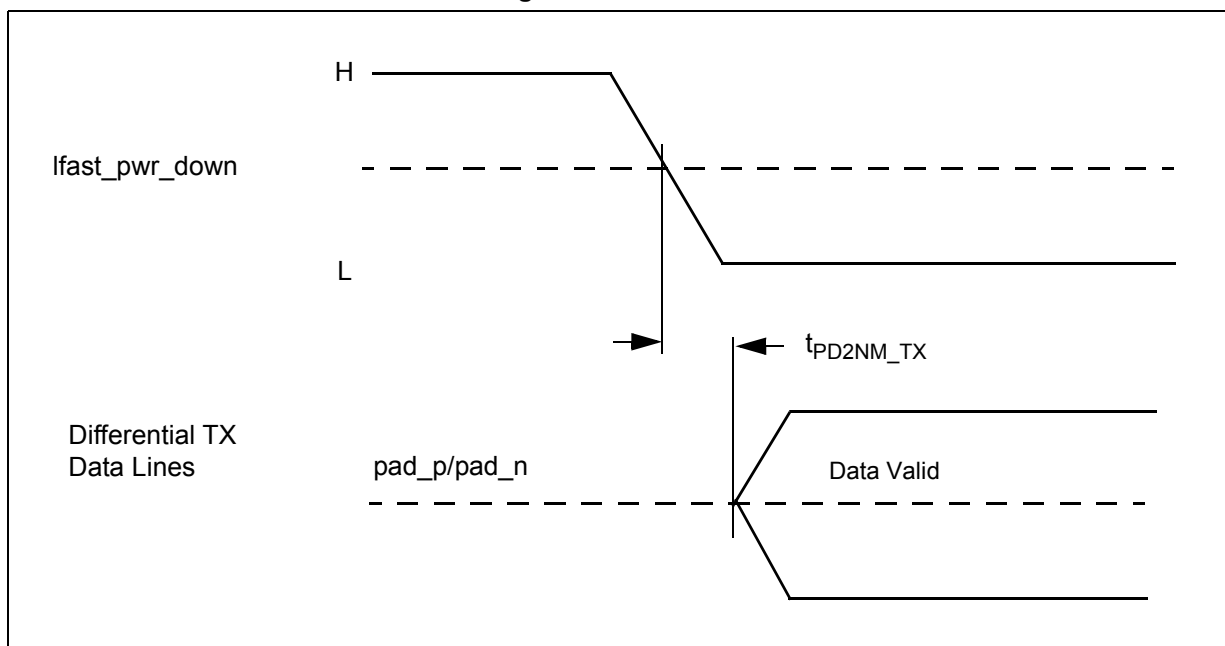 H
lfast_pwr_down
L
tPD2NM_TX
Differential TX
Data Lines
pad_p/pad_n
Data Valid